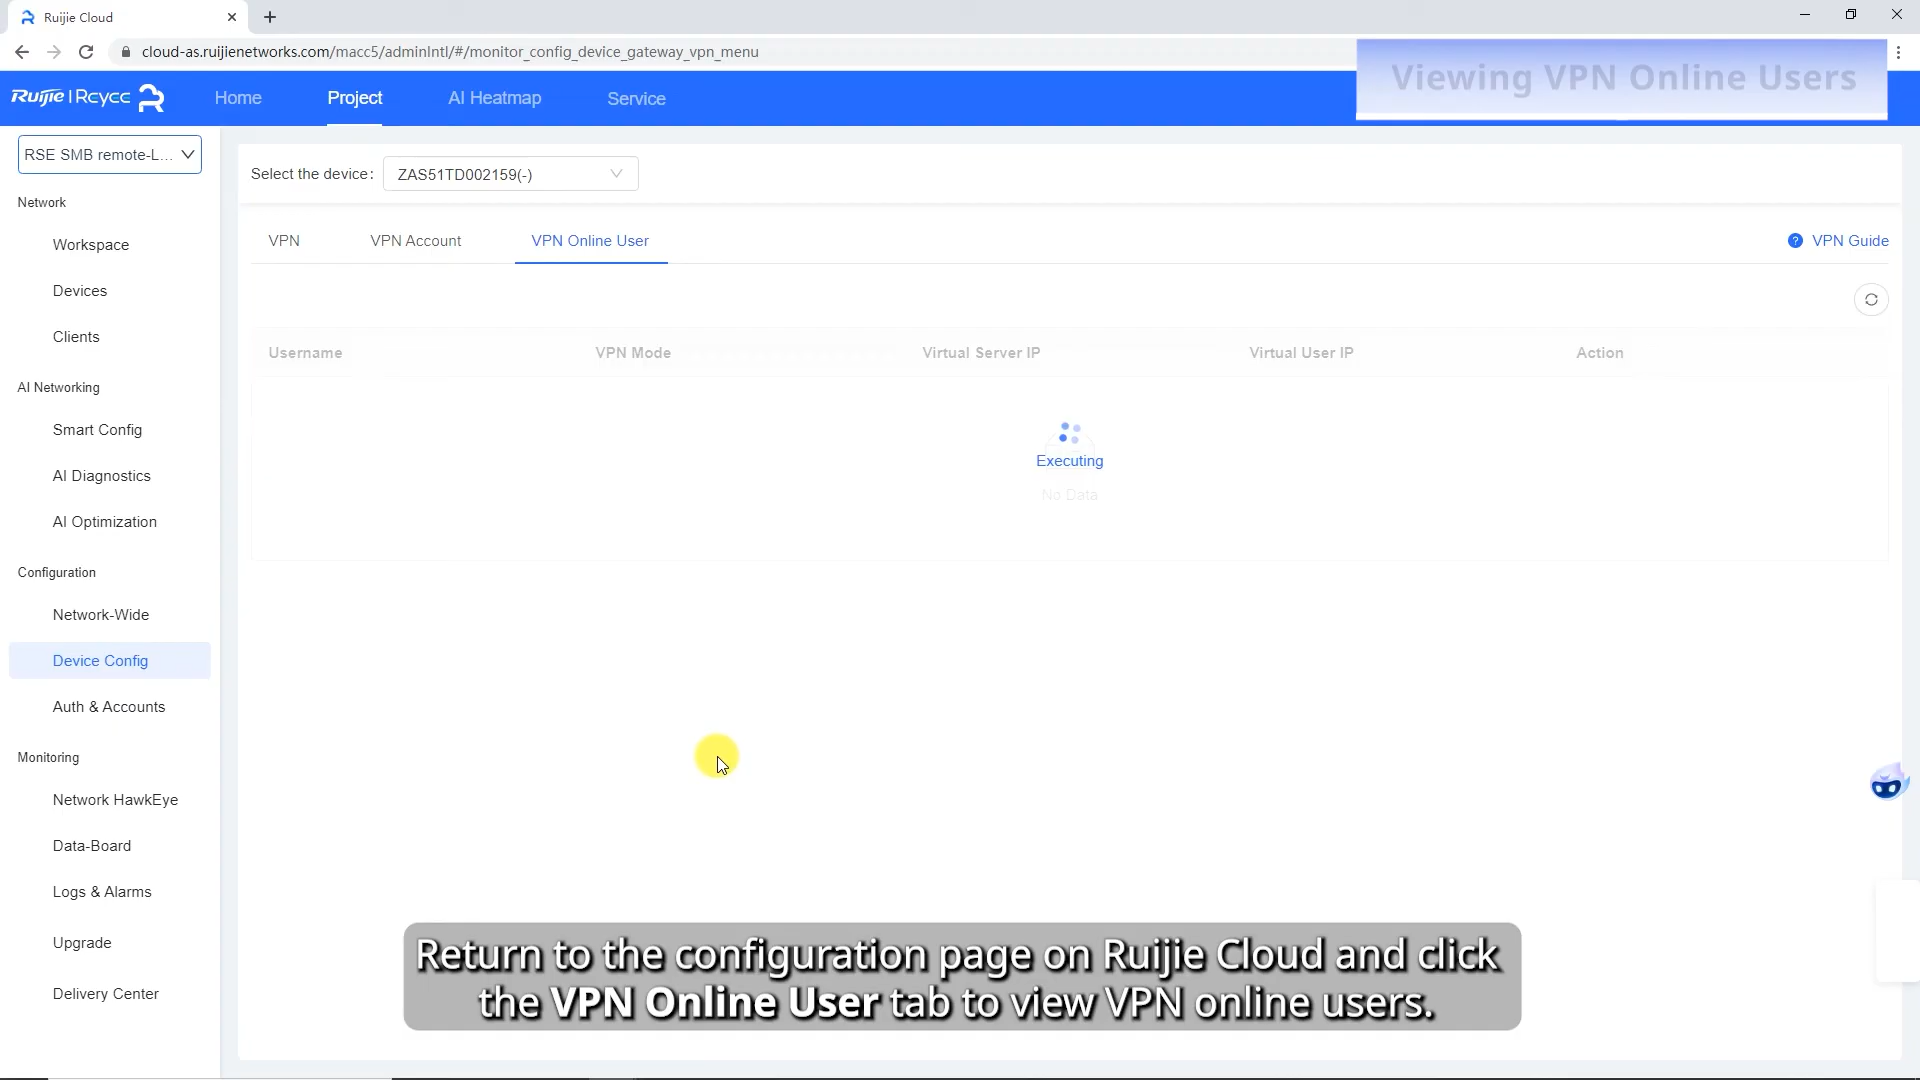 Ruijie Cloud
cloud-as.ruijienetworks.com/macc5/adminIntl/#/monitor_config_device_gateway_vpn_menu
Viewing VPN Online Users
Ruijie | Rcycc
Home
Project
AI Heatmap
Service
RSE SMB remote-L...
Select the device:
ZAS51TD002159(-)
Network
Workspace
Devices
Clients
AI Networking
Smart Config
AI Diagnostics
AI Optimization
Configuration
Network-Wide
Device Config
Auth & Accounts
Monitoring
Network HawkEye
Data-Board
Logs & Alarms
Upgrade
Delivery Center
VPN
VPN Account
VPN Online User
? VPN Guide
Username
VPN Mode
Virtual Server IP
Virtual User IP
Action
Executing
No Data
Return to the configuration page on Ruijie Cloud and click
the VPN Online User tab to view VPN online users.